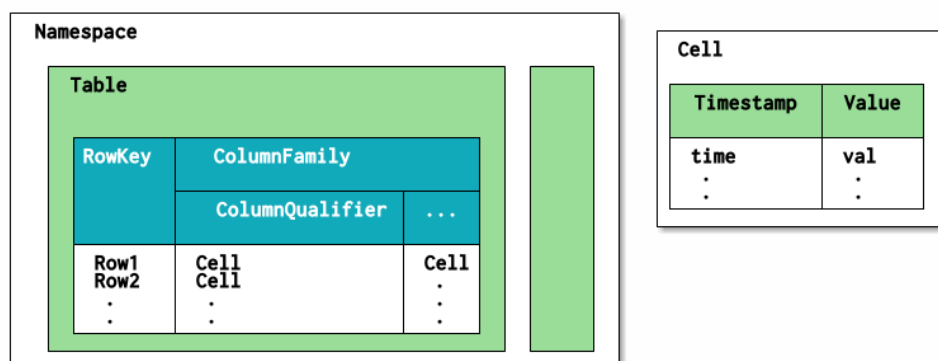 Namespace
Table
RowKey ColumnFamily
ColumnQualifier ...
Row1 Cell Cell
Row2 Cell .
. . .
. . .
Cell
Timestamp Value
time val
. .
. .